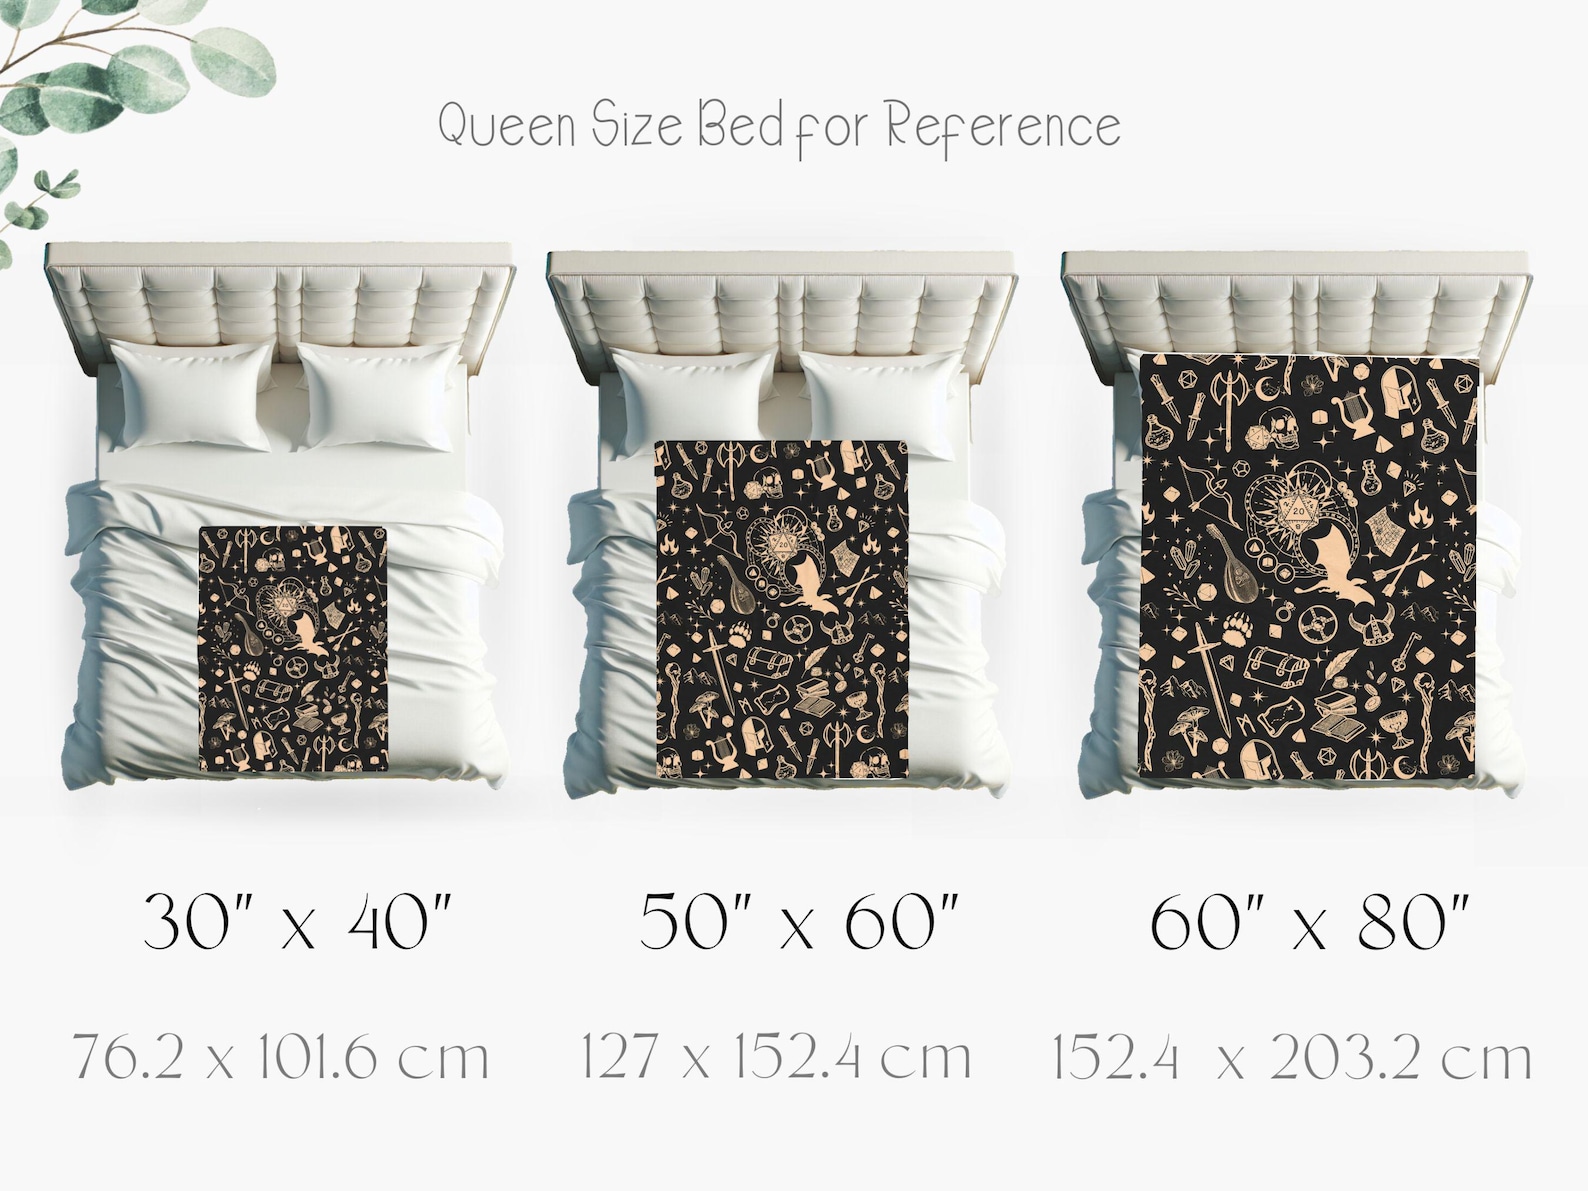 Queen Size Bed for Reference
20
30" x 40"
50" x 60"
60" x 80"
76.2 x 101.6 cm
127 x 152.4 cm
152.4 x 203.2 cm